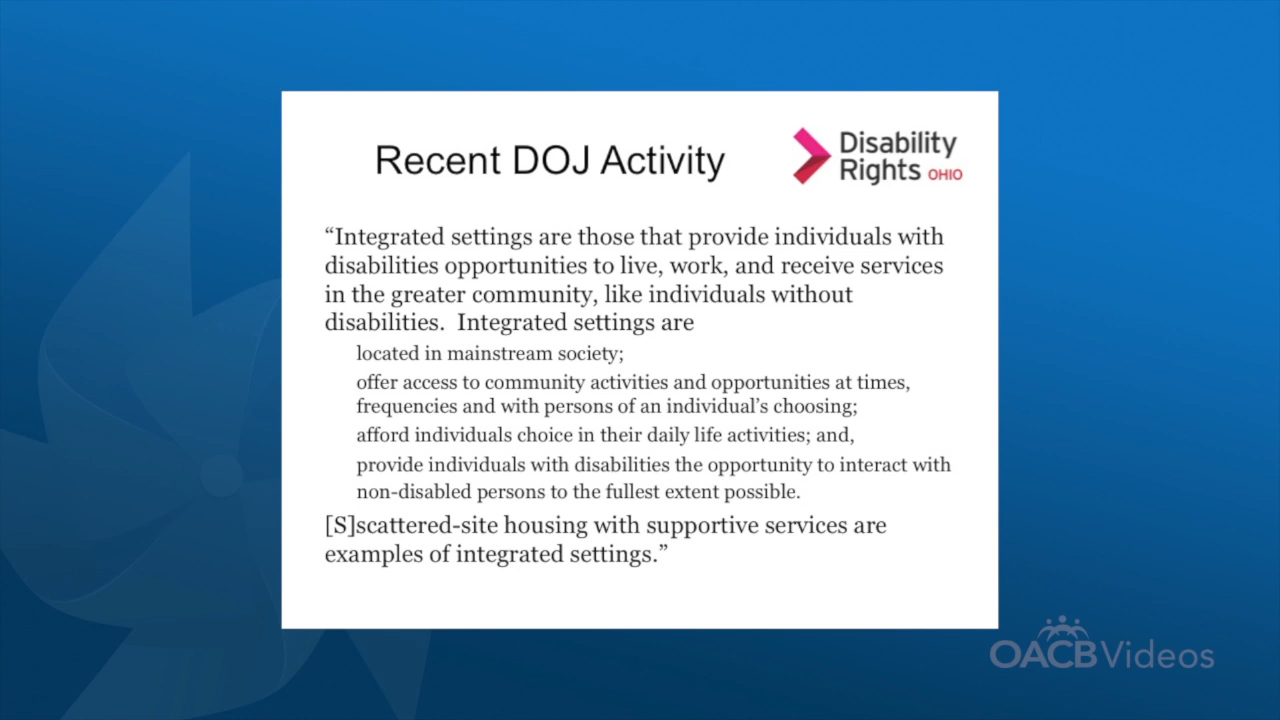 Recent DOJ Activity
Disability
Rights OHIO
“Integrated settings are those that provide individuals with
disabilities opportunities to live, work, and receive services
in the greater community, like individuals without
disabilities.  Integrated settings are
located in mainstream society;
offer access to community activities and opportunities at times,
frequencies and with persons of an individual’s choosing;
afford individuals choice in their daily life activities; and,
provide individuals with disabilities the opportunity to interact with
non-disabled persons to the fullest extent possible.
[S]scattered-site housing with supportive services are
examples of integrated settings.”
OACBVideos